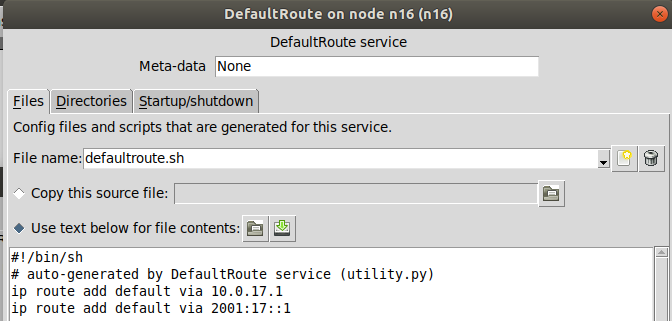 DefaultRoute on node n16 (n16)
DefaultRoute service
Meta-data None
Files Directories Startup/shutdown
Config files and scripts that are generated for this service.
File name: defaultroute.sh
Copy this source file:
Use text below for file contents:
#!/bin/sh
# auto-generated by DefaultRoute service (utility.py)
ip route add default via 10.0.17.1
ip route add default via 2001:17::1